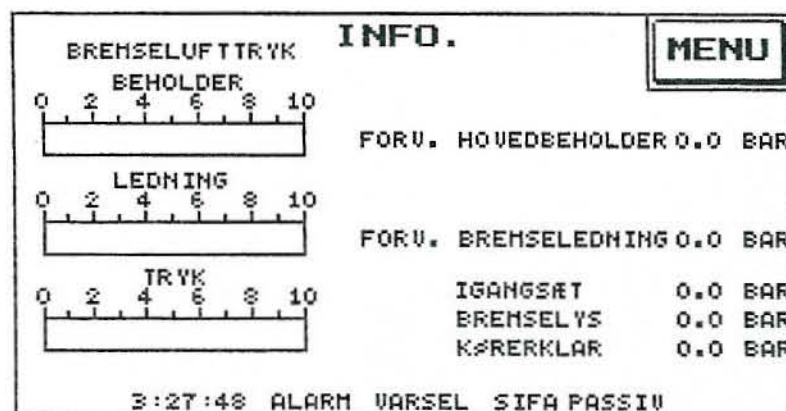 INFO.
MENU
BREMSELUFTTRYK
BEHOLDER
0 2 4 6 8 10
FORV. HOVEDBEHOLDER 0.0 BAR
LEDNING
0 2 4 6 8 10
FORV. BREMSELEDNING 0.0 BAR
TRYK
0 2 4 6 8 10
IGANGSÆT 0.0 BAR
BREMSELYS 0.0 BAR
KØRERKLAR 0.0 BAR
3:27:48 ALARM VARSEL SIFA PASSIV